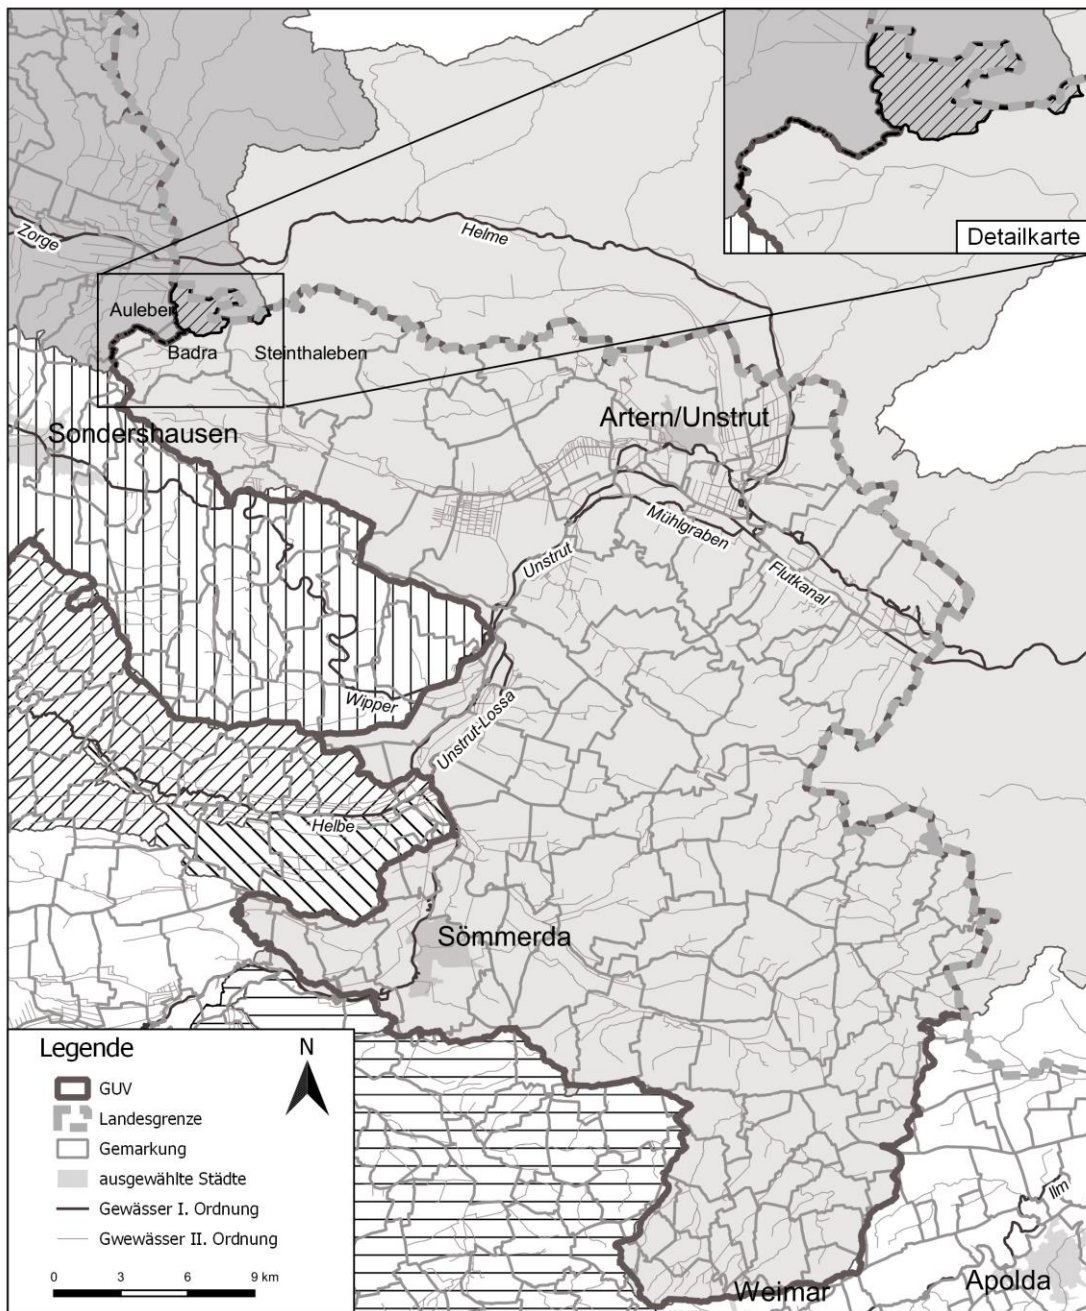 Detailkarte
Helme
Zorge
Auleben
Badra
Steinthaleben
Sondershausen
Artern/Unstrut
Mühlgraben
Unstrut
Flutkanal
Wipper
Unstrut-Lossa
Helbe
Sömmerda
Legende
N
GUV
Landesgrenze
Gemarkung
ausgewählte Städte
Gewässer I. Ordnung
Gwewässer II. Ordnung
0 3 6 9 km
Ilm
Weimar
Apolda